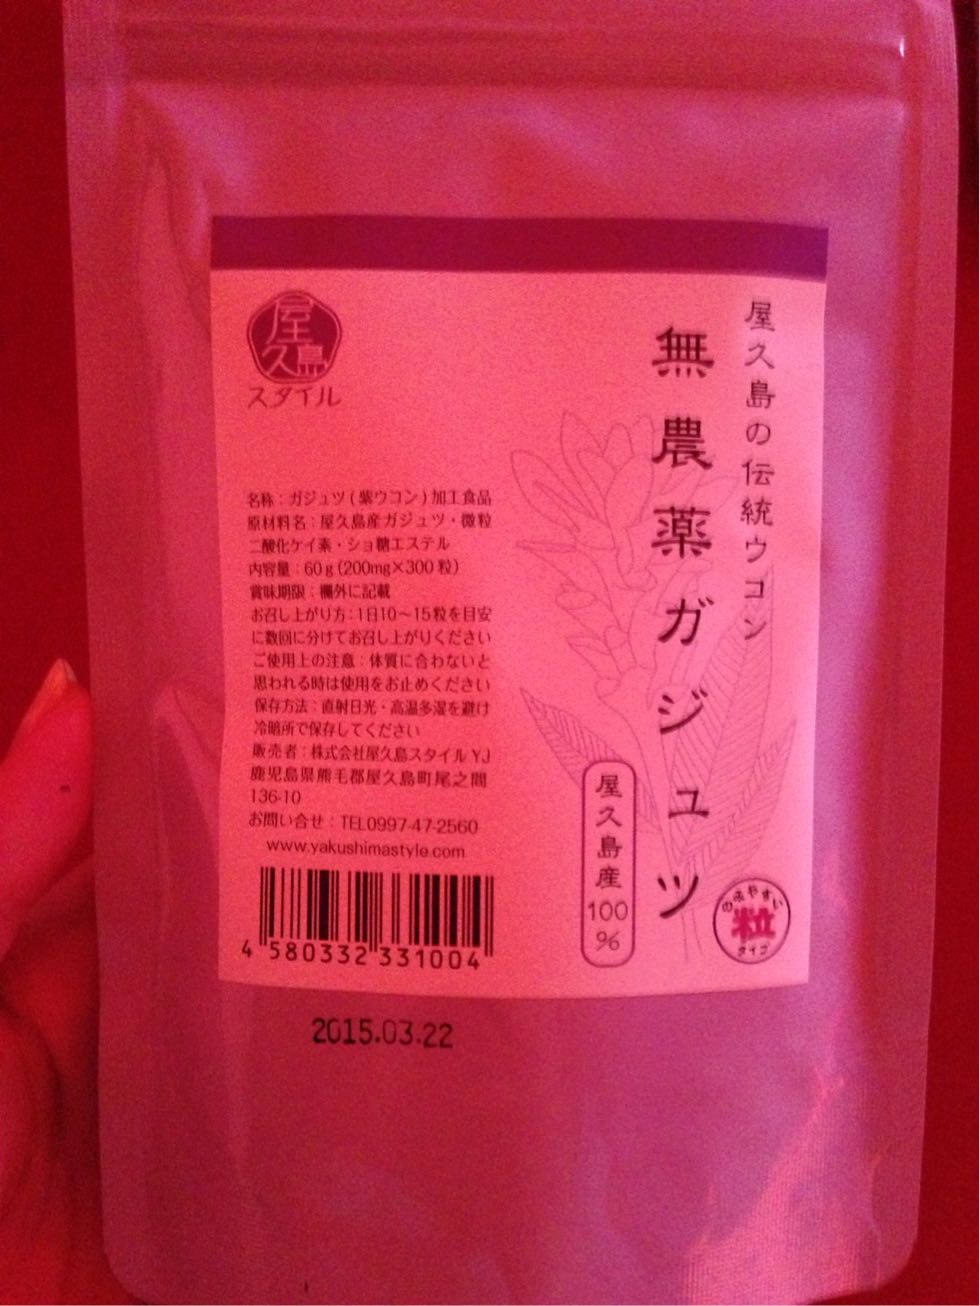 屋久島の伝統ウコン
無農薬ガジュツ
屋久島
スタイル
名称：ガジュツ(紫ウコン)加工食品
原材料名：屋久島産ガジュツ・微粒
二酸化ケイ素・ショ糖エステル
内容量：60g(200mg×300粒)
賞味期限：欄外に記載
お召し上がり方：1日10～15粒を目安
に数回に分けてお召し上がりください
ご使用上の注意：体質に合わないと
思われる時は使用をお止めください
保存方法：直射日光・高温多湿を避け
冷暗所で保存してください
販売者：株式会社屋久島スタイルYJ
鹿児島県熊毛郡屋久島町尾之間
136-10
お問い合せ：TEL0997-47-2560
www.yakushimastyle.com
4 580332 331004
屋久島産100%
のみやすい
粒
タイプ
2015.03.22